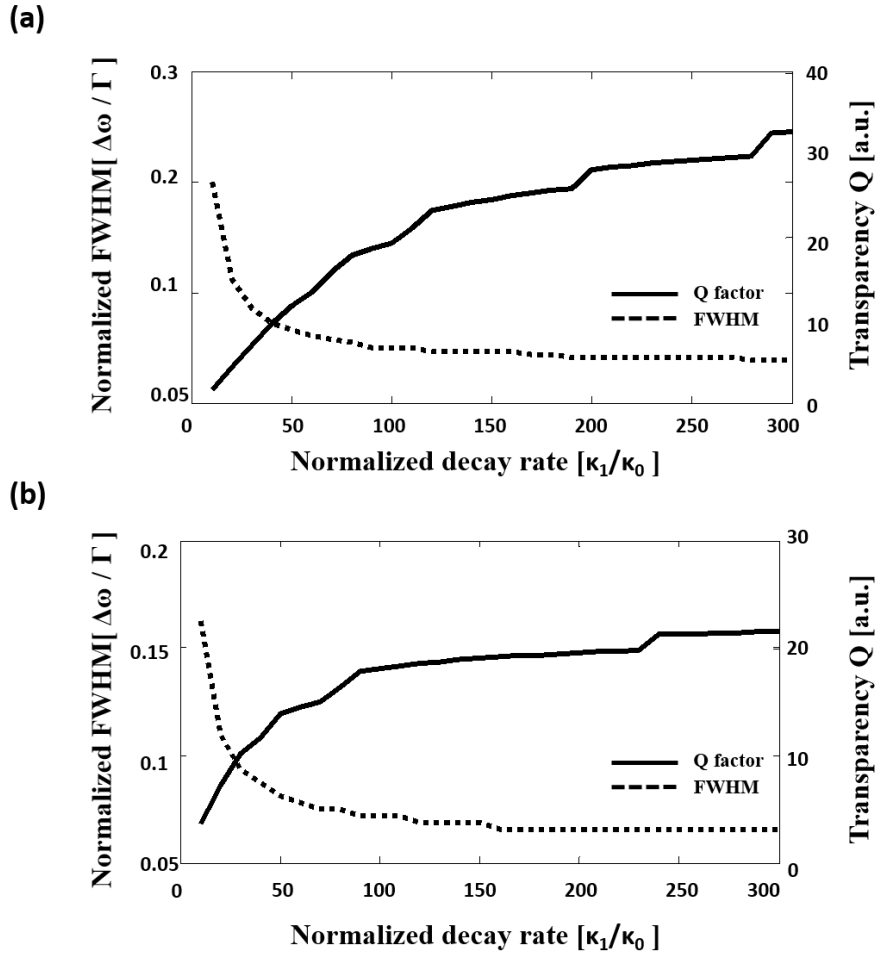 (a)
Normalized FWHM[ Δω / Γ ]
0.3
0.2
0.1
0.05
40
30
20
10
0
Transparency Q [a.u.]
Q factor
FWHM
0 50 100 150 200 250 300
Normalized decay rate [κ₁/κ₀ ]
(b)
Normalized FWHM[ Δω / Γ ]
0.2
0.15
0.1
0.05
30
20
10
0
Transparency Q [a.u.]
Q factor
FWHM
0 50 100 150 200 250 300
Normalized decay rate [κ₁/κ₀ ]